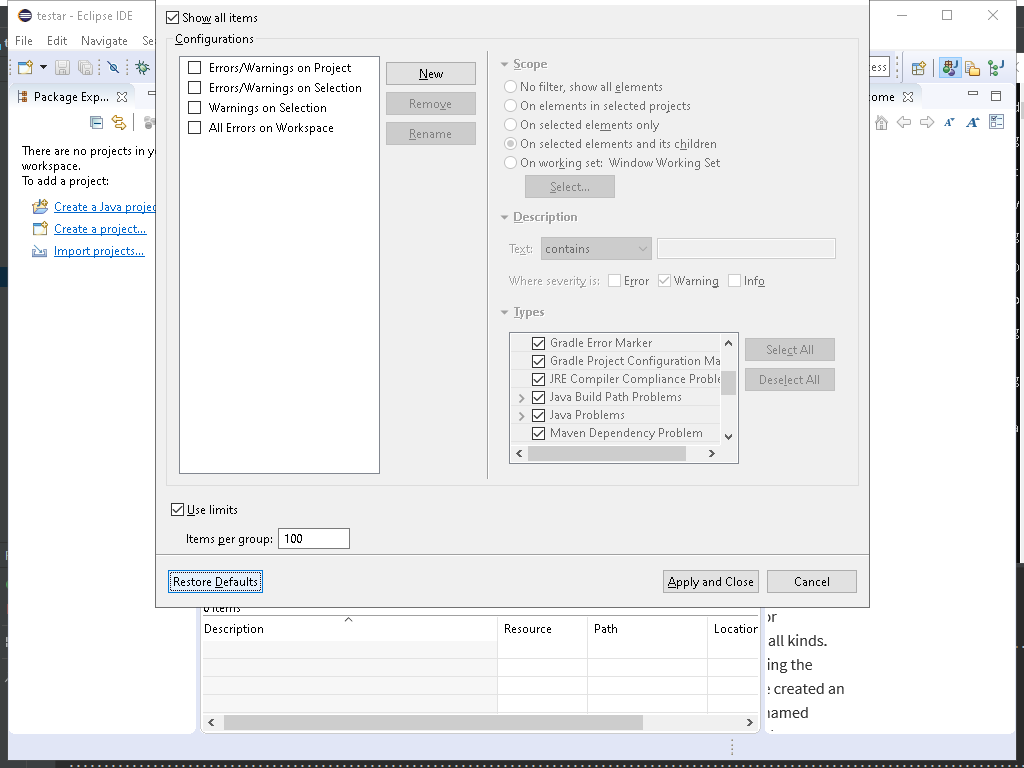 testar - Eclipse IDE
File Edit Navigate Se
Package Exp...
There are no projects in y
workspace.
To add a project:
Create a Java projec
Create a project...
Import projects...
Show all items
Configurations
Errors/Warnings on Project
Errors/Warnings on Selection
Warnings on Selection
All Errors on Workspace
New
Remove
Rename
Scope
No filter, show all elements
On elements in selected projects
On selected elements only
On selected elements and its children
On working set: Window Working Set
Select...
Description
Text: contains
Where severity is: Error Warning Info
Types
Gradle Error Marker
Gradle Project Configuration Ma
JRE Compiler Compliance Proble
Java Build Path Problems
Java Problems
Maven Dependency Problem
Select All
Deselect All
Use limits
Items per group: 100
Restore Defaults
Apply and Close
Cancel
ess
ome
0 items
Description Resource Path Location
or
all kinds.
ing the
created an
named